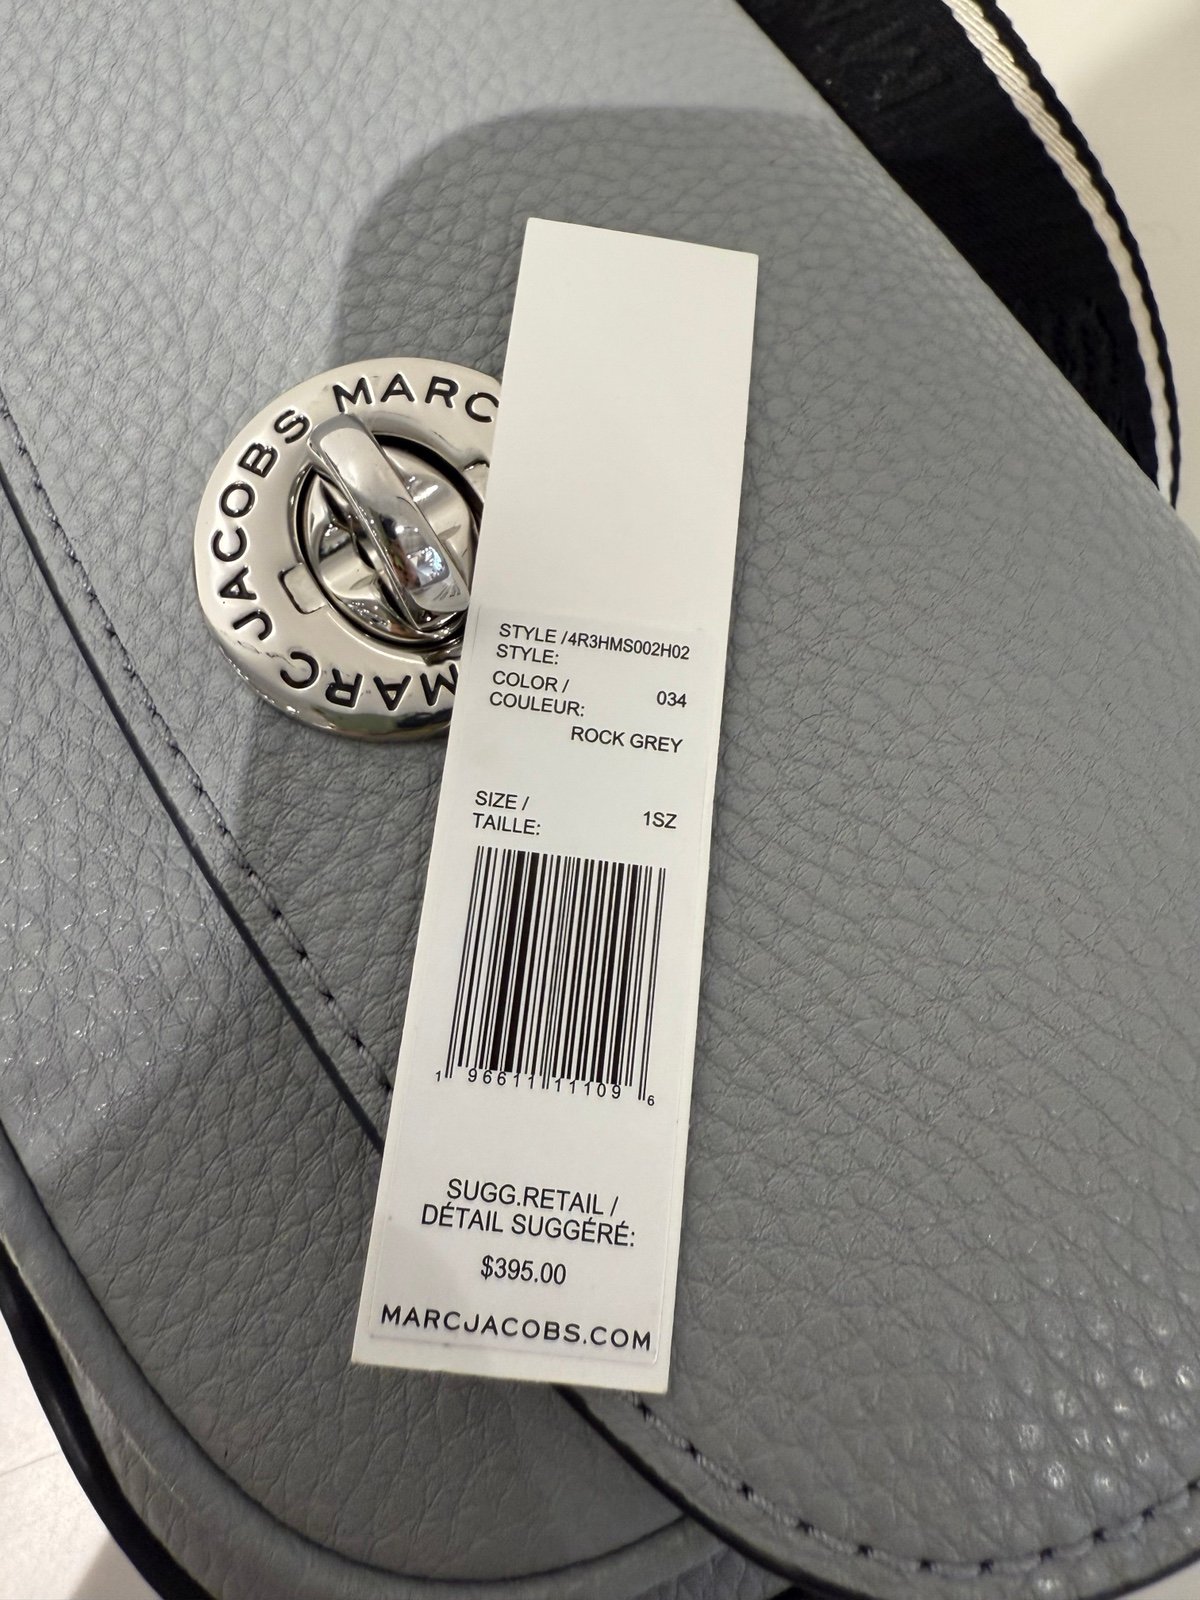 MARC JACOBS MARC
STYLE /4R3HMS002H02
STYLE:
COLOR / 034
COULEUR:
ROCK GREY
SIZE / 1SZ
TAILLE:
1 96611 11109 6
SUGG.RETAIL /
DÉTAIL SUGGÉRÉ:
$395.00
MARCJACOBS.COM